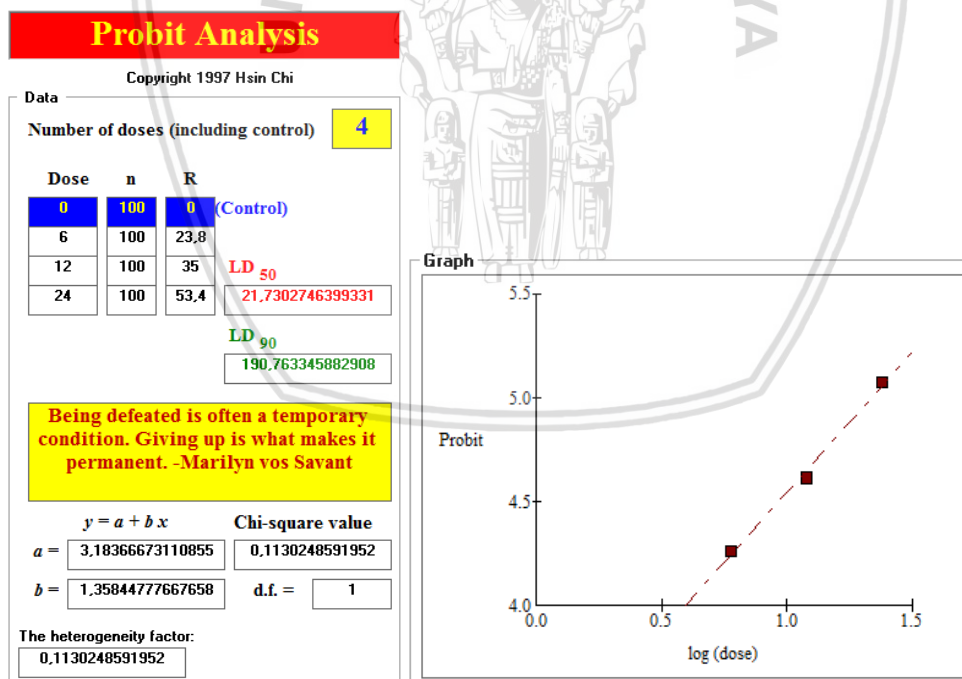 Probit Analysis
Copyright 1997 Hsin Chi
Data
Number of doses (including control) 4
Dose n R
0 100 0 (Control)
6 100 23,8
12 100 35 LD 50
24 100 53,4 21,7302746399331
LD 90
190,763345882908
Being defeated is often a temporary
condition. Giving up is what makes it
permanent. -Marilyn vos Savant
y = a + b x Chi-square value
a = 3,18366673110855 0,1130248591952
b = 1,35844777667658 d.f. = 1
The heterogeneity factor:
0,1130248591952
Graph
5.5
5.0
Probit
4.5
4.0
0.0 0.5 1.0 1.5
log (dose)
YA